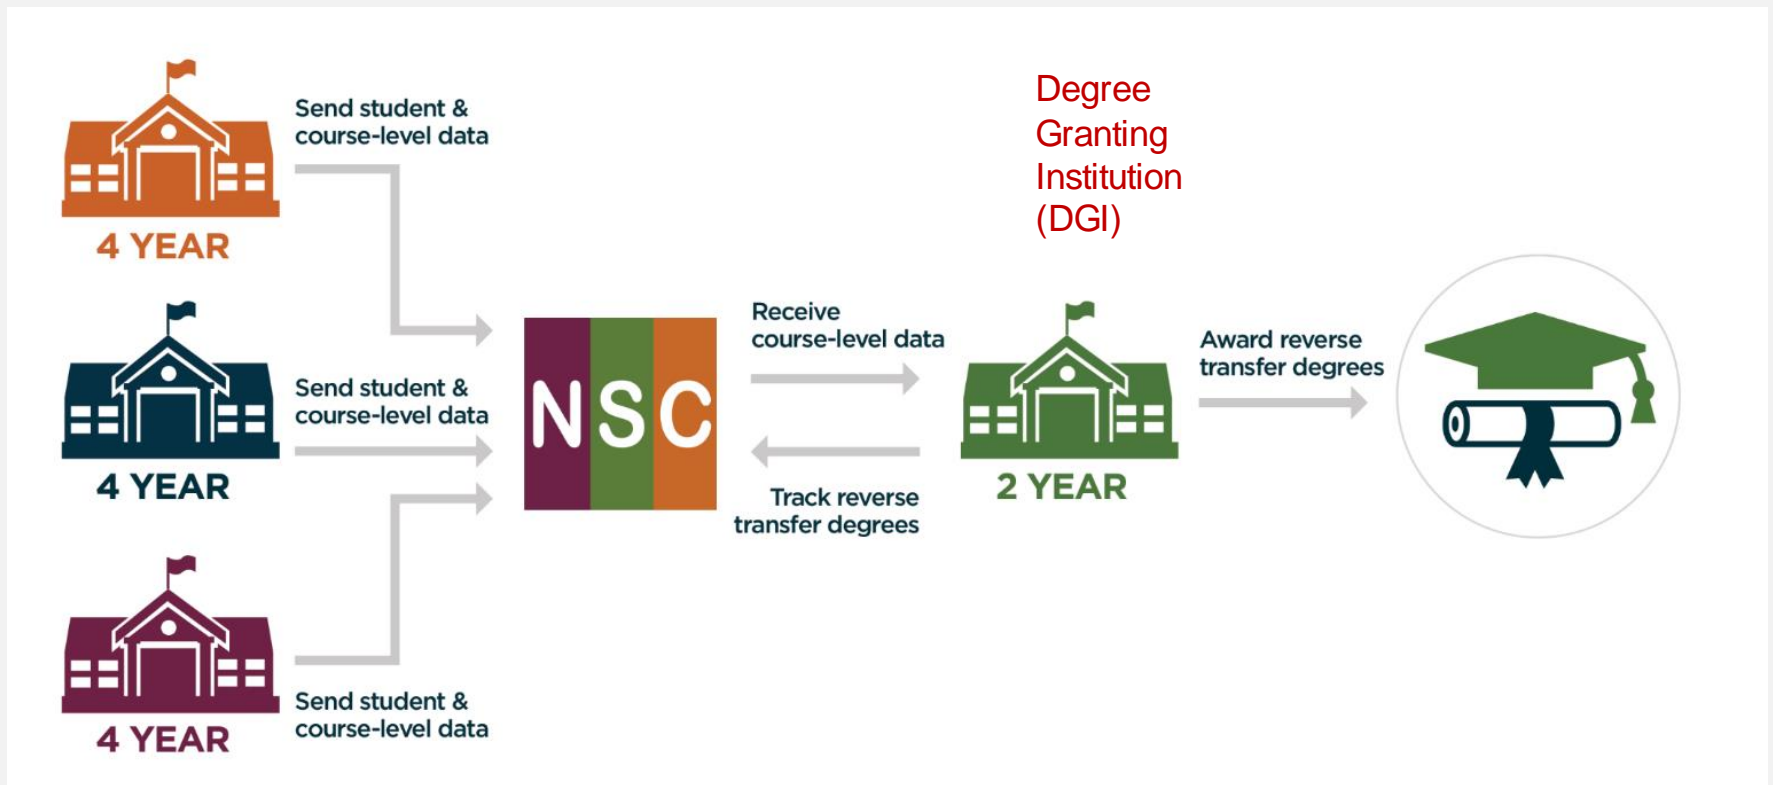 Send student &
course-level data
4 YEAR
Send student &
course-level data
4 YEAR
Send student &
course-level data
4 YEAR
NSC
Receive
course-level data
Track reverse
transfer degrees
Degree
Granting
Institution
(DGI)
2 YEAR
Award reverse
transfer degrees